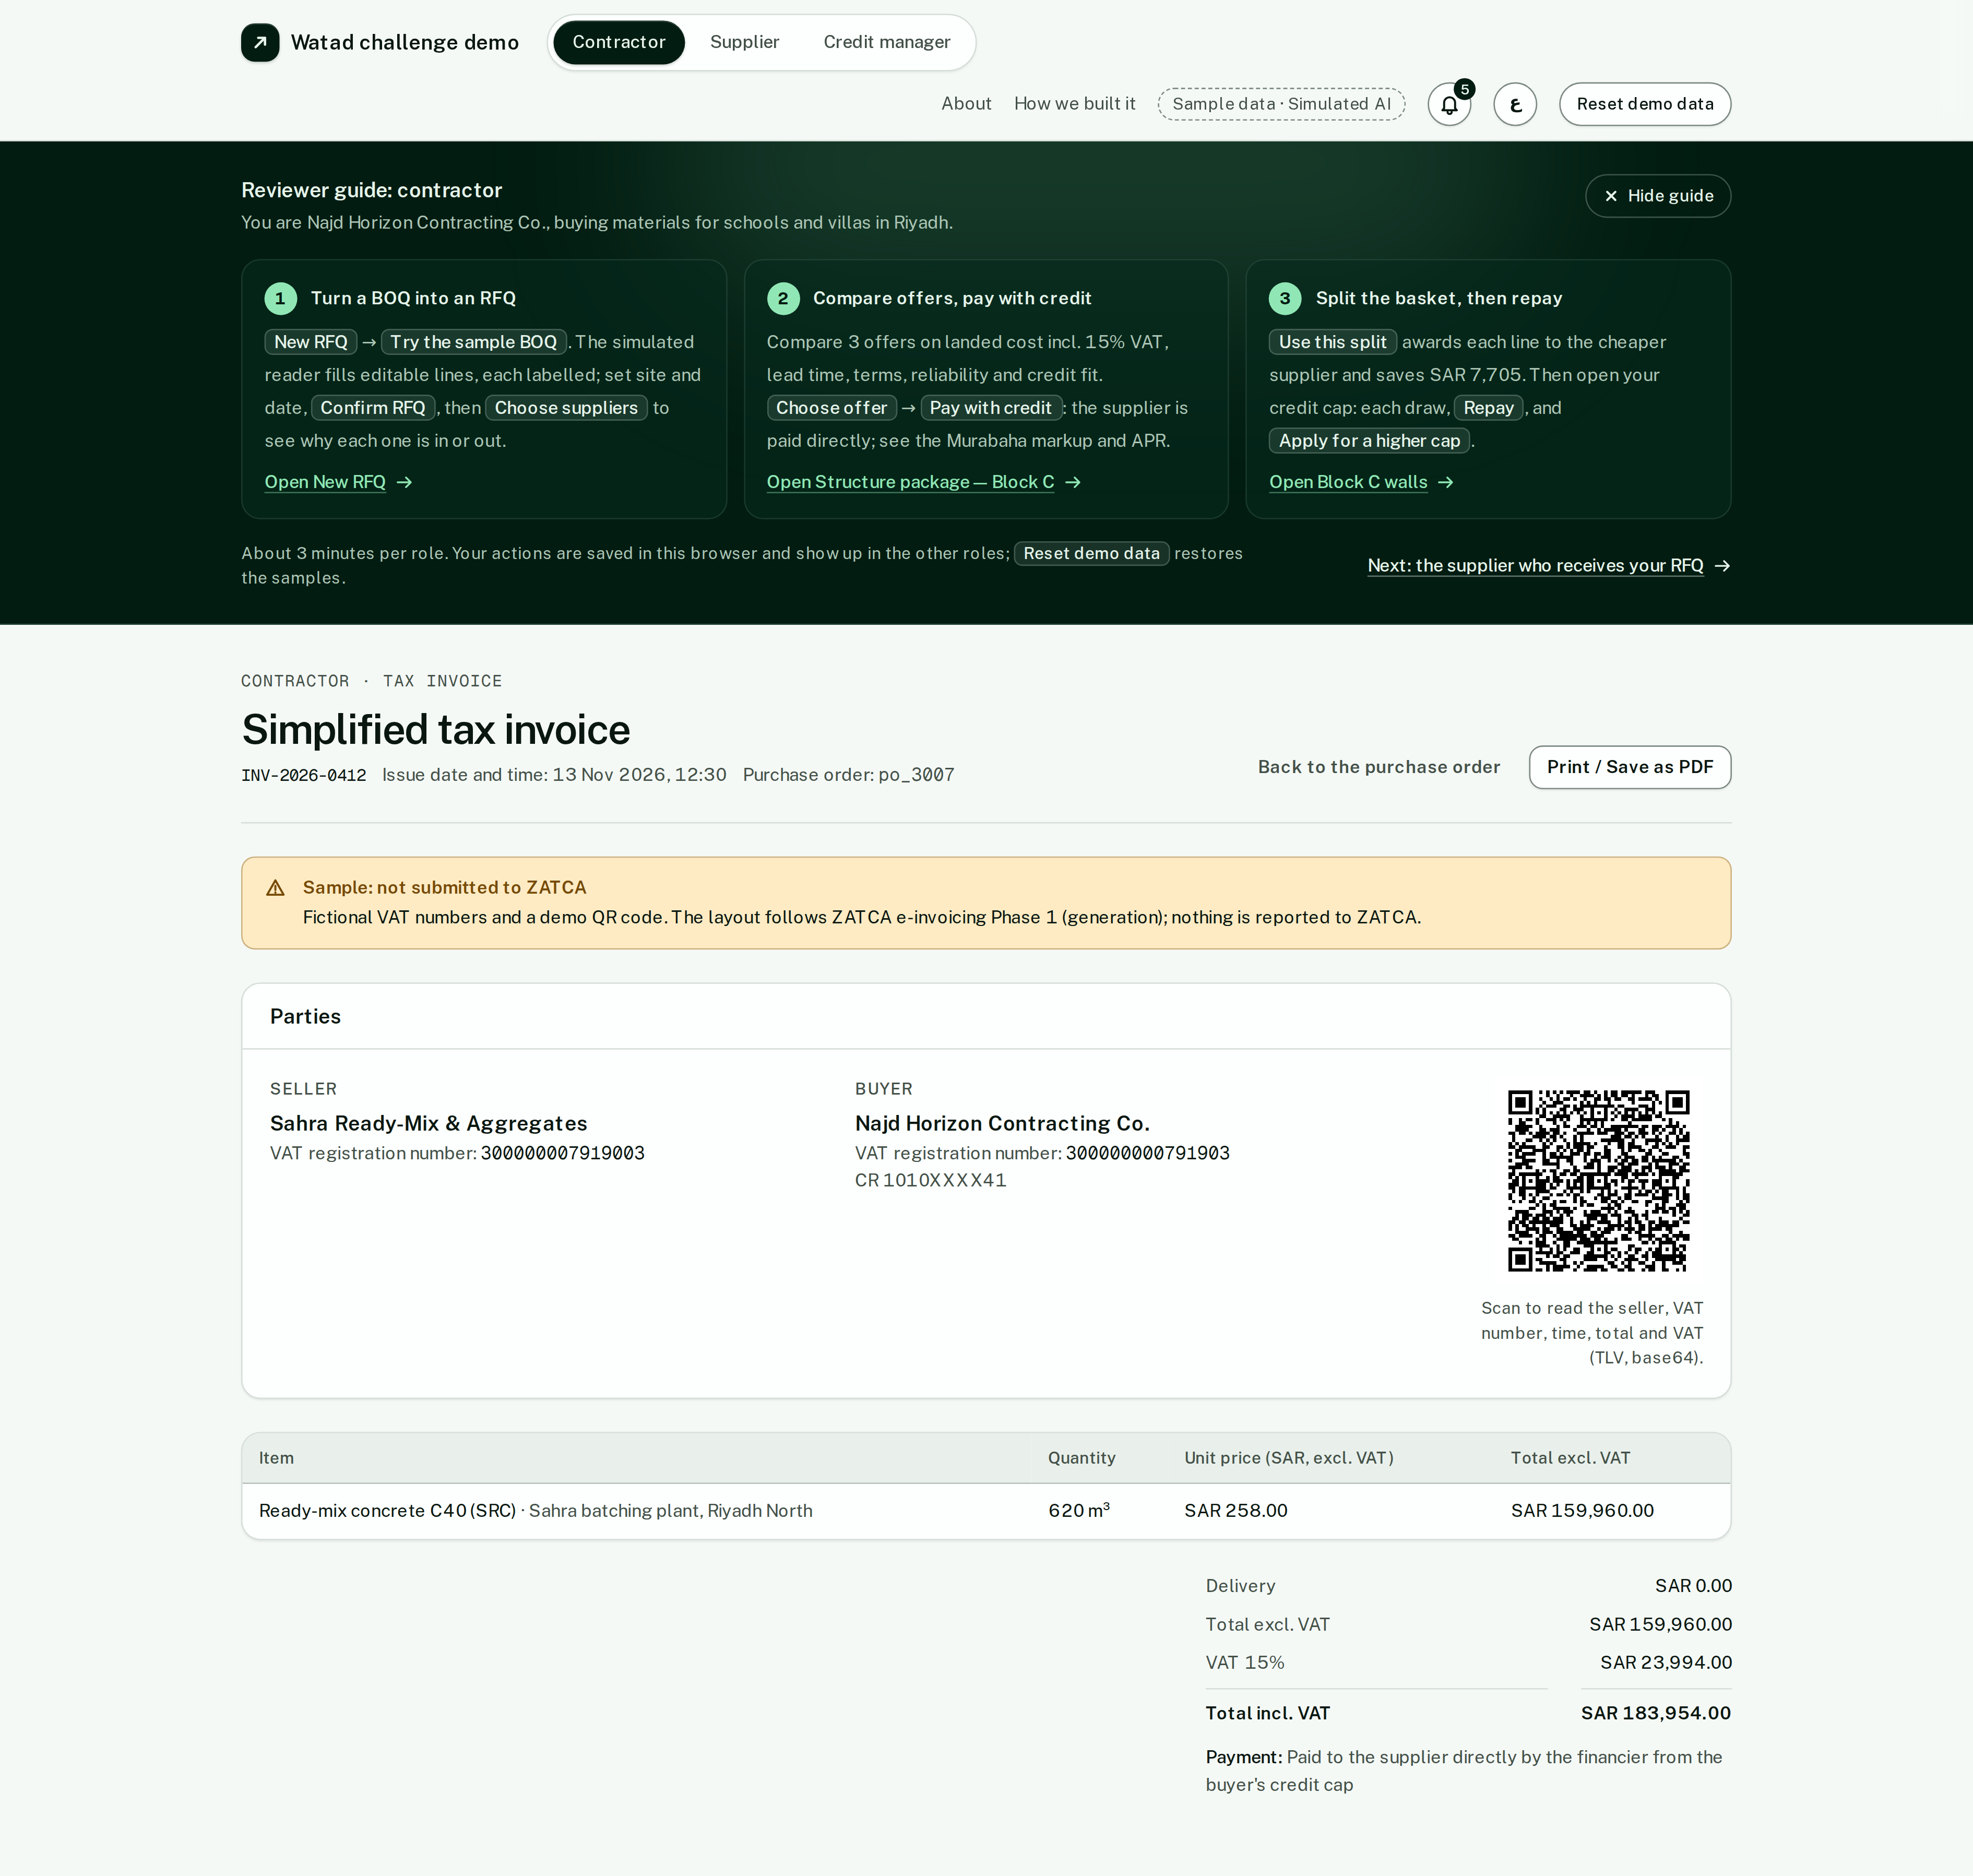 Watad challenge demo
Contractor
Supplier
Credit manager
About
How we built it
Sample data · Simulated AI
5
ع
Reset demo data
Reviewer guide: contractor
You are Najd Horizon Contracting Co., buying materials for schools and villas in Riyadh.
Hide guide
1 Turn a BOQ into an RFQ
New RFQ → Try the sample BOQ. The simulated
reader fills editable lines, each labelled; set site and
date, Confirm RFQ, then Choose suppliers to
see why each one is in or out.
Open New RFQ →
2 Compare offers, pay with credit
Compare 3 offers on landed cost incl. 15% VAT,
lead time, terms, reliability and credit fit.
Choose offer → Pay with credit: the supplier is
paid directly; see the Murabaha markup and APR.
Open Structure package — Block C →
3 Split the basket, then repay
Use this split awards each line to the cheaper
supplier and saves SAR 7,705. Then open your
credit cap: each draw, Repay, and
Apply for a higher cap.
Open Block C walls →
About 3 minutes per role. Your actions are saved in this browser and show up in the other roles; Reset demo data restores
the samples.
Next: the supplier who receives your RFQ →
CONTRACTOR · TAX INVOICE
Simplified tax invoice
INV-2026-0412 Issue date and time: 13 Nov 2026, 12:30 Purchase order: po_3007
Back to the purchase order
Print / Save as PDF
Sample: not submitted to ZATCA
Fictional VAT numbers and a demo QR code. The layout follows ZATCA e-invoicing Phase 1 (generation); nothing is reported to ZATCA.
Parties
SELLER
Sahra Ready-Mix & Aggregates
VAT registration number: 300000007919003
BUYER
Najd Horizon Contracting Co.
VAT registration number: 300000000791903
CR 1010XXXX41
Scan to read the seller, VAT
number, time, total and VAT
(TLV, base64).
Item Quantity Unit price (SAR, excl. VAT) Total excl. VAT
Ready-mix concrete C40 (SRC) · Sahra batching plant, Riyadh North 620 m³ SAR 258.00 SAR 159,960.00
Delivery SAR 0.00
Total excl. VAT SAR 159,960.00
VAT 15% SAR 23,994.00
Total incl. VAT SAR 183,954.00
Payment: Paid to the supplier directly by the financier from the
buyer's credit cap